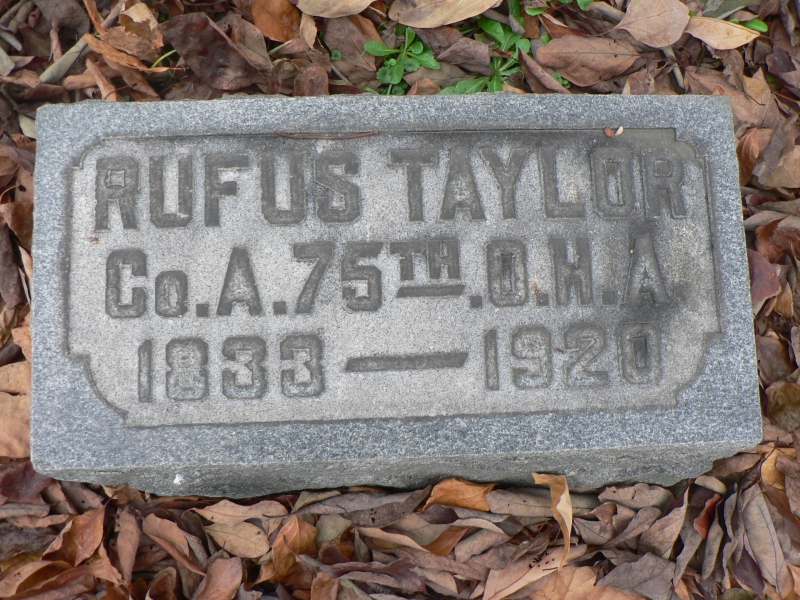 RUFUS TAYLOR
Co. A. 75TH. O.H.A.
1833 — 1920